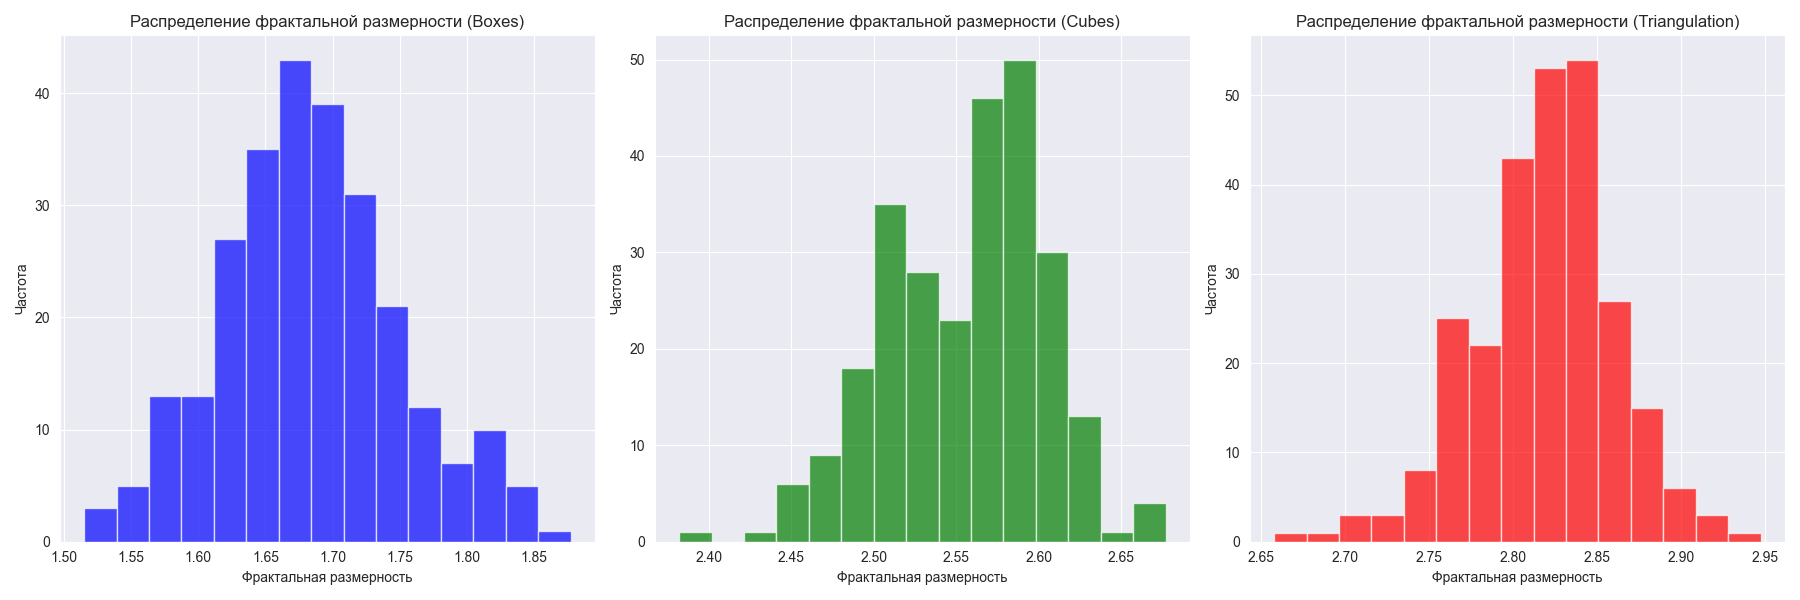 Распределение фрактальной размерности (Boxes)
Частота
40
30
20
10
0
1.50 1.55 1.60 1.65 1.70 1.75 1.80 1.85
Фрактальная размерность
Распределение фрактальной размерности (Cubes)
Частота
50
40
30
20
10
0
2.40 2.45 2.50 2.55 2.60 2.65
Фрактальная размерность
Распределение фрактальной размерности (Triangulation)
Частота
50
40
30
20
10
0
2.65 2.70 2.75 2.80 2.85 2.90 2.95
Фрактальная размерность